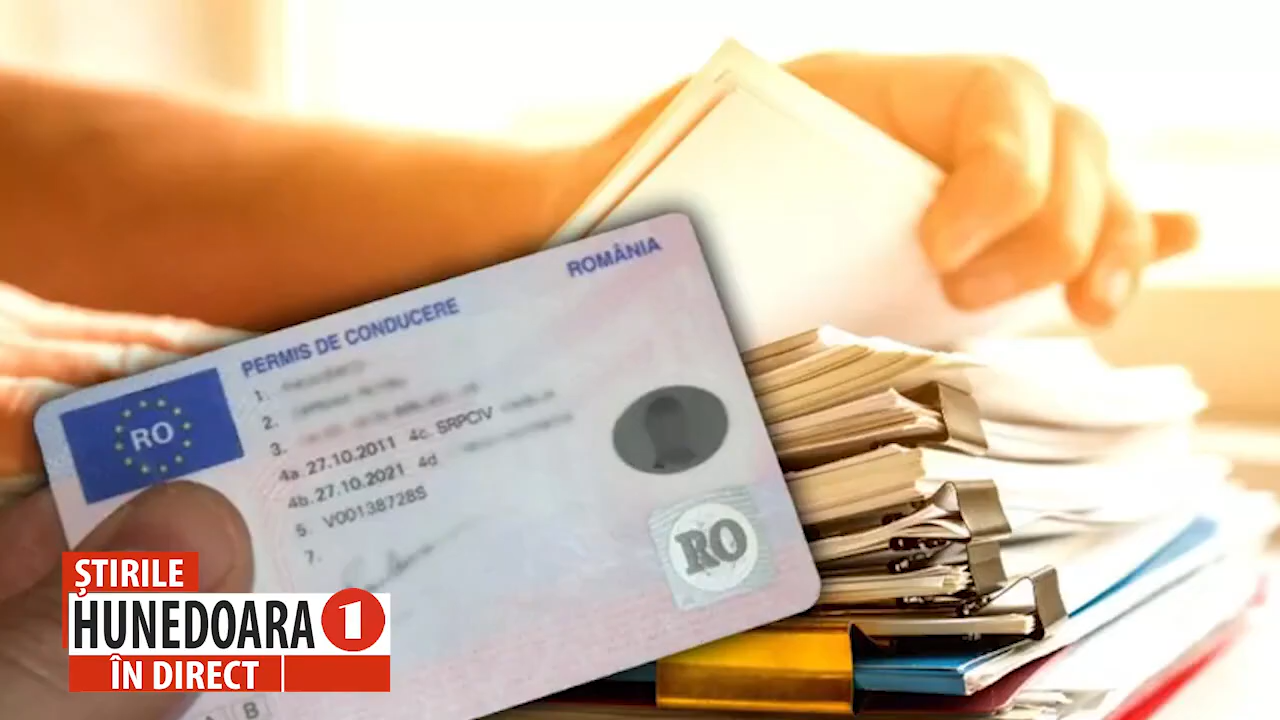 ROMÂNIA
PERMIS DE CONDUCERE
RO
1.
2.
3.
4a. 27.10.2011 4c. SRPCIV
4b. 27.10.2021 4d
5. V00138728S
7.
RO
B
ȘTIRILE
HUNEDOARA 1
ÎN DIRECT